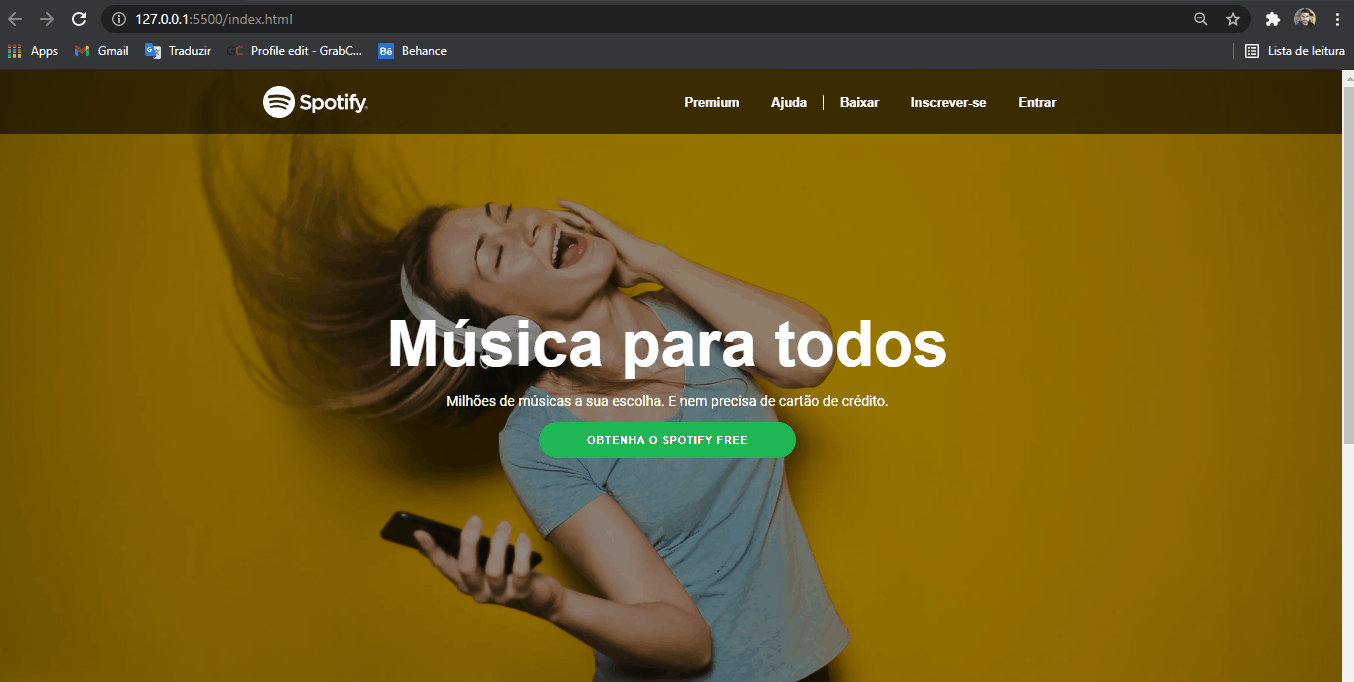 127.0.0.1:5500/index.html
Apps Gmail Traduzir GC Profile edit - GrabC... Bē Behance Lista de leitura
Spotify® Premium Ajuda | Baixar Inscrever-se Entrar
Música para todos
Milhões de músicas a sua escolha. E nem precisa de cartão de crédito.
OBTENHA O SPOTIFY FREE